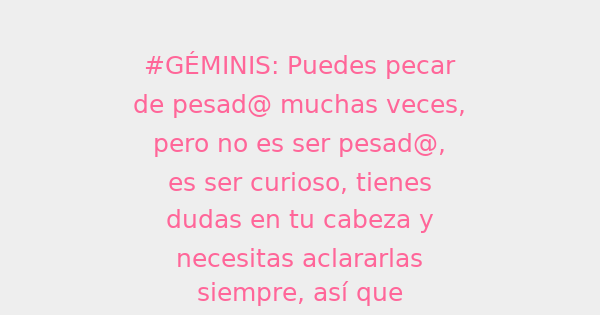 #GÉMINIS: Puedes pecar
de pesad@ muchas veces,
pero no es ser pesad@,
es ser curioso, tienes
dudas en tu cabeza y
necesitas aclararlas
siempre, así que